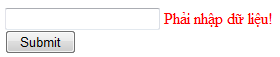 Phải nhập dữ liệu!
Submit